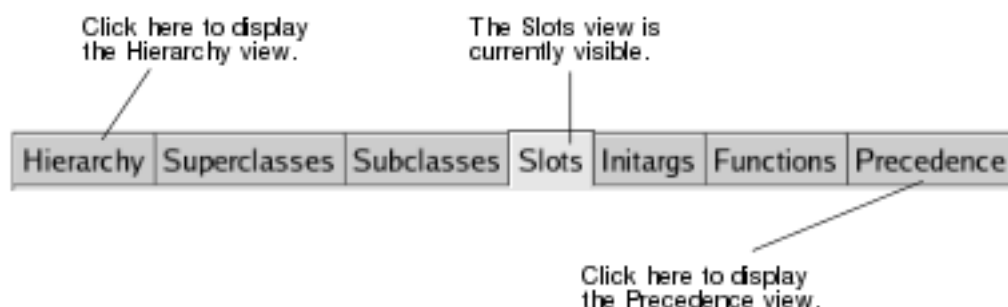 Click here to display
the Hierarchy view.
The Slots view is
currently visible.
Hierarchy Superclasses Subclasses Slots Initargs Functions Precedence
Click here to display
the Precedence view.